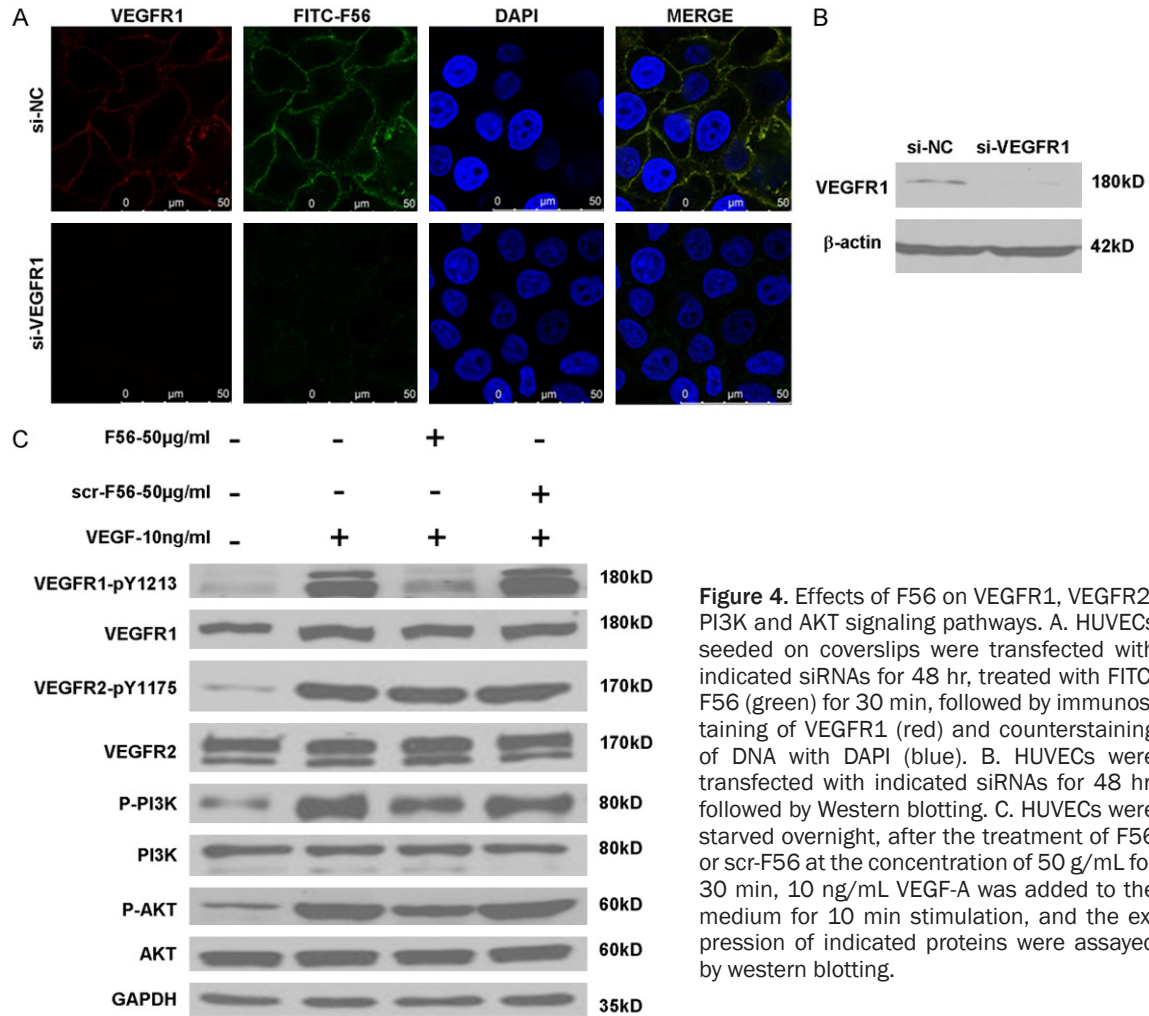 A
VEGFR1 FITC-F56 DAPI MERGE
si-NC
0 µm 50 0 µm 50 0 µm 50 0 µm 50
si-VEGFR1
0 µm 50 0 µm 50 0 µm 50 0 µm 50
B
si-NC si-VEGFR1
VEGFR1 180kD
β-actin 42kD
C
F56-50µg/ml - - + -
scr-F56-50µg/ml - - - +
VEGF-10ng/ml - + + +
VEGFR1-pY1213 180kD
VEGFR1 180kD
VEGFR2-pY1175 170kD
VEGFR2 170kD
P-PI3K 80kD
PI3K 80kD
P-AKT 60kD
AKT 60kD
GAPDH 35kD
Figure 4. Effects of F56 on VEGFR1, VEGFR2
PI3K and AKT signaling pathways. A. HUVECs
seeded on coverslips were transfected with
indicated siRNAs for 48 hr, treated with FITC
F56 (green) for 30 min, followed by immunos
taining of VEGFR1 (red) and counterstaining
of DNA with DAPI (blue). B. HUVECs were
transfected with indicated siRNAs for 48 hr
followed by Western blotting. C. HUVECs were
starved overnight, after the treatment of F56
or scr-F56 at the concentration of 50 g/mL fo
30 min, 10 ng/mL VEGF-A was added to the
medium for 10 min stimulation, and the ex
pression of indicated proteins were assayed
by western blotting.